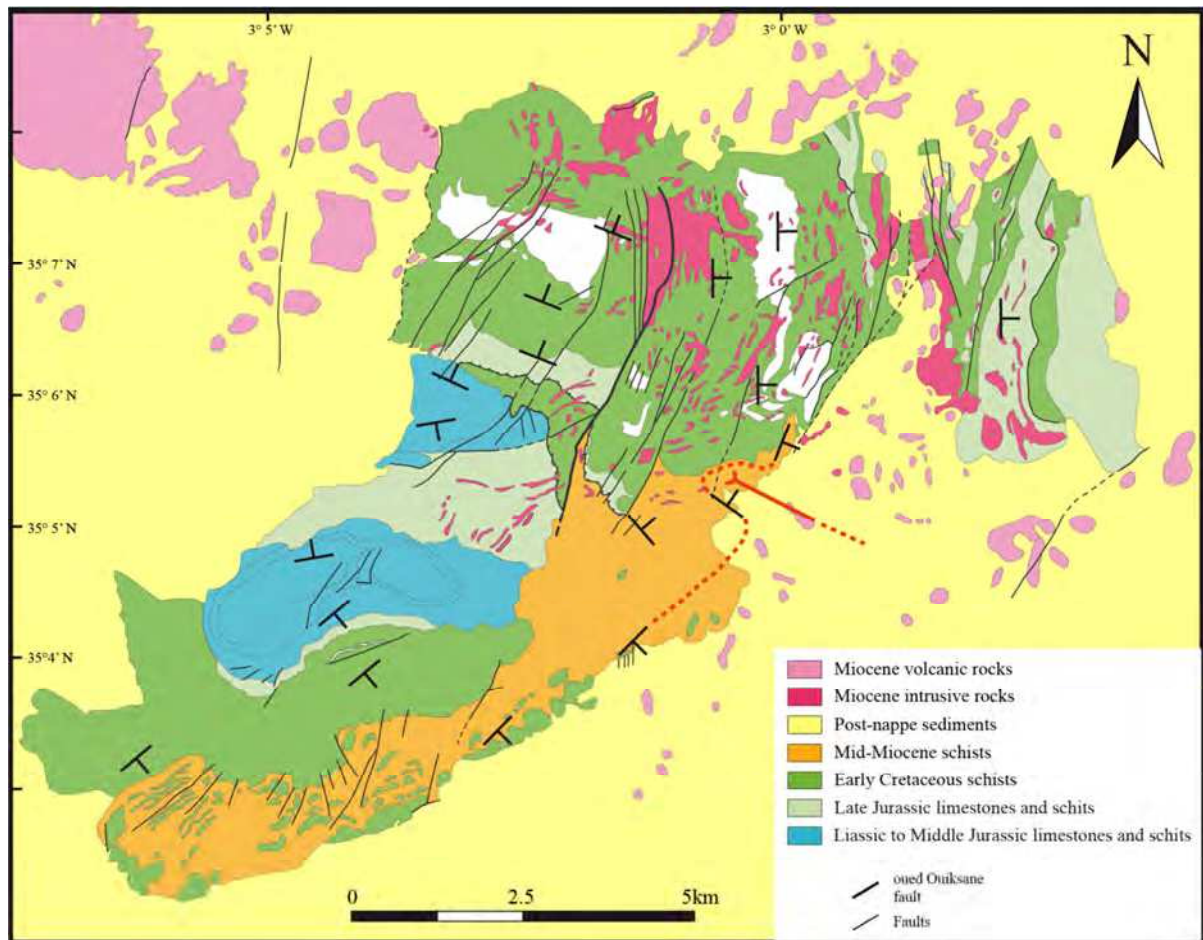 3° 5' W
3° 0' W
N
35° 7' N
35° 6' N
35° 5' N
35° 4' N
Miocene volcanic rocks
Miocene intrusive rocks
Post-nappe sediments
Mid-Miocene schists
Early Cretaceous schists
Late Jurassic limestones and schits
Liassic to Middle Jurassic limestones and schits
oued Ouiksane
fault
Faults
0
2.5
5km